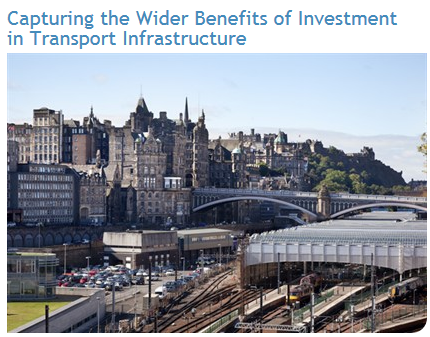 Capturing the Wider Benefits of Investment
in Transport Infrastructure